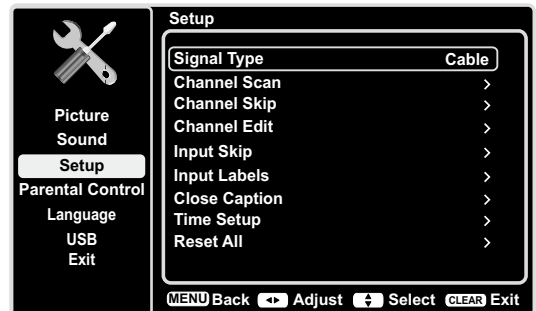 Setup
Signal Type Cable
Channel Scan >
Channel Skip >
Channel Edit >
Input Skip >
Input Labels >
Close Caption >
Time Setup >
Reset All >
Picture
Sound
Setup
Parental Control
Language
USB
Exit
MENU Back Adjust Select CLEAR Exit